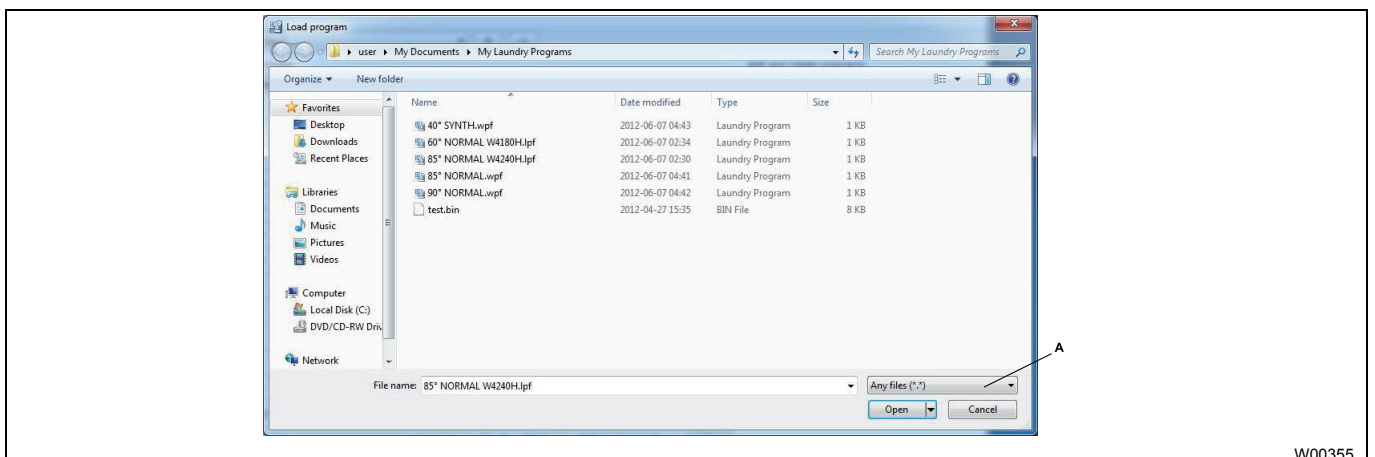 Load program
user ▸ My Documents ▸ My Laundry Programs
Search My Laundry Programs
Organize ▾ New folder
Name Date modified Type Size
Favorites
Desktop
Downloads
Recent Places
Libraries
Documents
Music
Pictures
Videos
Computer
Local Disk (C:)
DVD/CD-RW Driv
Network
40° SYNTH.wpf 2012-06-07 04:43 Laundry Program 1 KB
60° NORMAL W4180H.lpf 2012-06-07 02:34 Laundry Program 1 KB
85° NORMAL W4240H.lpf 2012-06-07 02:30 Laundry Program 1 KB
85° NORMAL.wpf 2012-06-07 04:41 Laundry Program 1 KB
90° NORMAL.wpf 2012-06-07 04:42 Laundry Program 1 KB
test.bin 2012-04-27 15:35 BIN File 8 KB
A
File name: 85° NORMAL W4240H.lpf
Any files (*.*)
Open Cancel
W00355